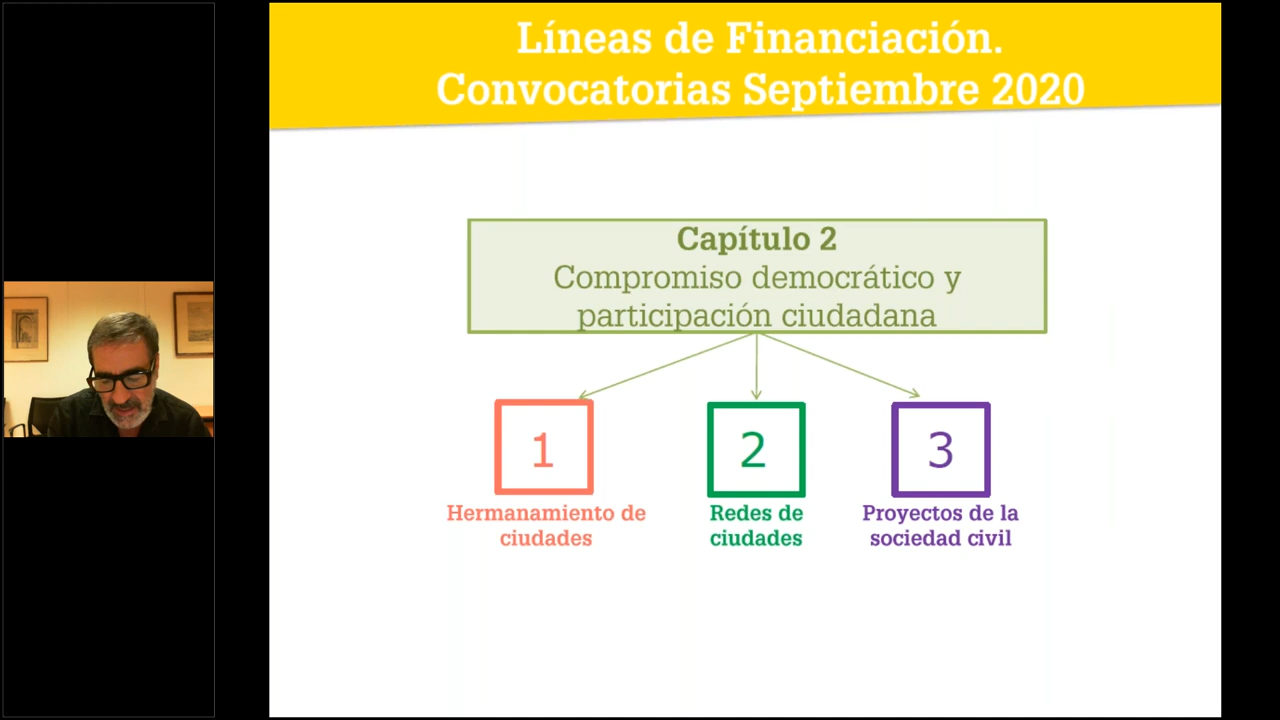 Líneas de Financiación.
Convocatorias Septiembre 2020
Capítulo 2
Compromiso democrático y
participación ciudadana
1
Hermanamiento de
ciudades
2
Redes de
ciudades
3
Proyectos de la
sociedad civil